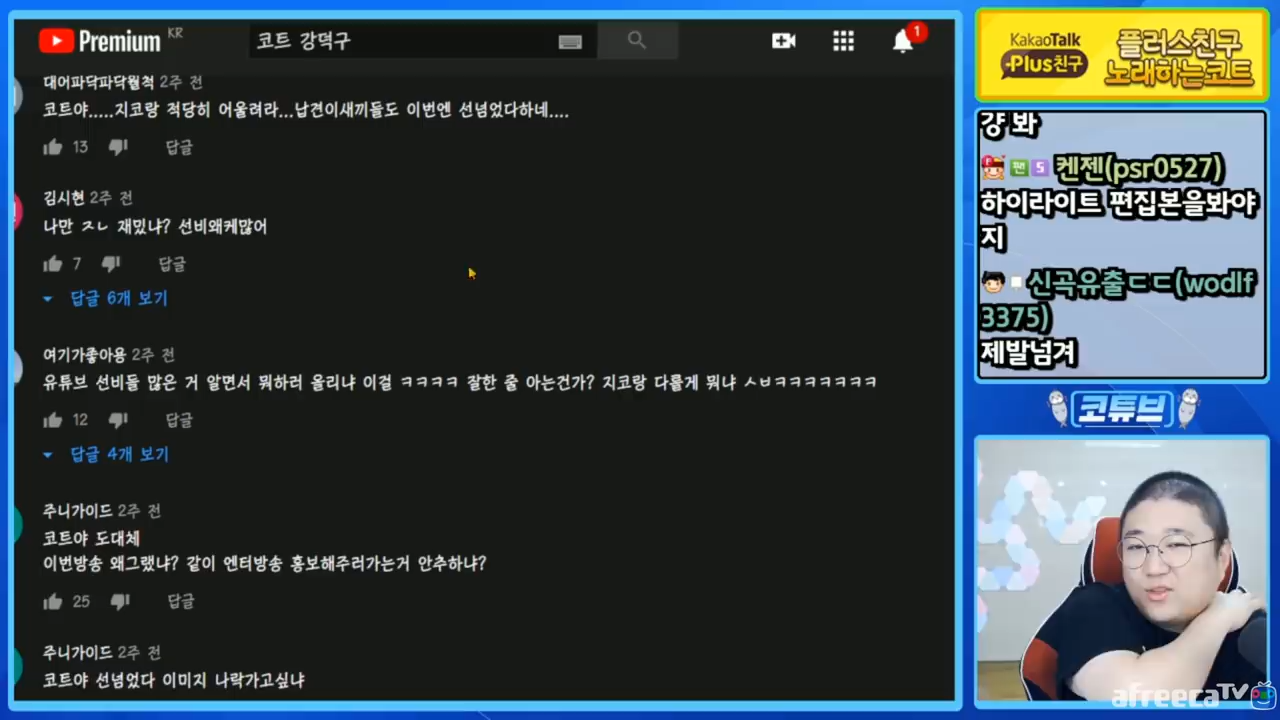 Premium KR
코트 강덕구
1
대어파닥파닥월척 2주 전
코트야.....지코랑 적당히 어울려라...납견이새끼들도 이번엔 선넘었다하네....
13 답글
김시현 2주 전
나만 ㅈㄴ 재밌냐? 선비왜케많어
7 답글
답글 6개 보기
여기가좋아용 2주 전
유튜브 선비들 많은 거 알면서 뭐하러 올리냐 이걸 ㅋㅋㅋㅋ 잘한 줄 아는건가? 지코랑 다를게 뭐냐 ㅅㅂㅋㅋㅋㅋㅋㅋㅋ
12 답글
답글 4개 보기
주니가이드 2주 전
코트야 도대체
이번방송 왜그랬냐? 같이 엔터방송 홍보해주러가는거 안추하냐?
25 답글
주니가이드 2주 전
코트야 선넘었다 이미지 나락가고싶냐
KakaoTalk
Plus친구
플러스친구
노래하는코트
걍 봐
팬 S 켄젠(psr0527)
하이라이트 편집본을봐야
지
신곡유출ㄷㄷ(wodlf
3375)
제발넘겨
코튜브
afreecaTV